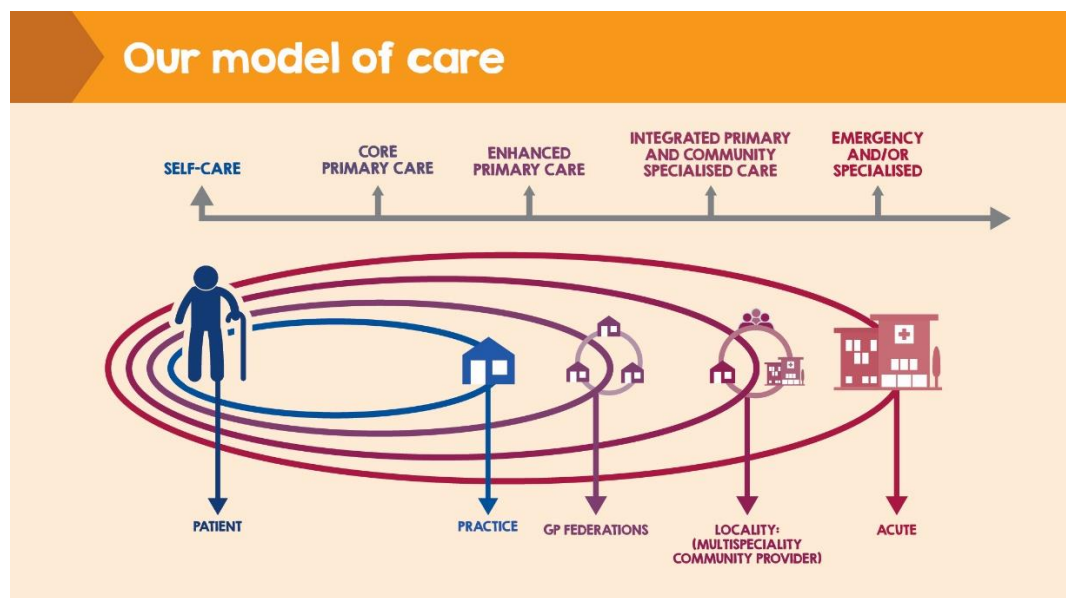 Our model of care
SELF-CARE
CORE
PRIMARY CARE
ENHANCED
PRIMARY CARE
INTEGRATED PRIMARY
AND COMMUNITY
SPECIALISED CARE
EMERGENCY
AND/OR
SPECIALISED
PATIENT
PRACTICE
GP FEDERATIONS
LOCALITY:
(MULTISPECIALITY
COMMUNITY PROVIDER)
ACUTE